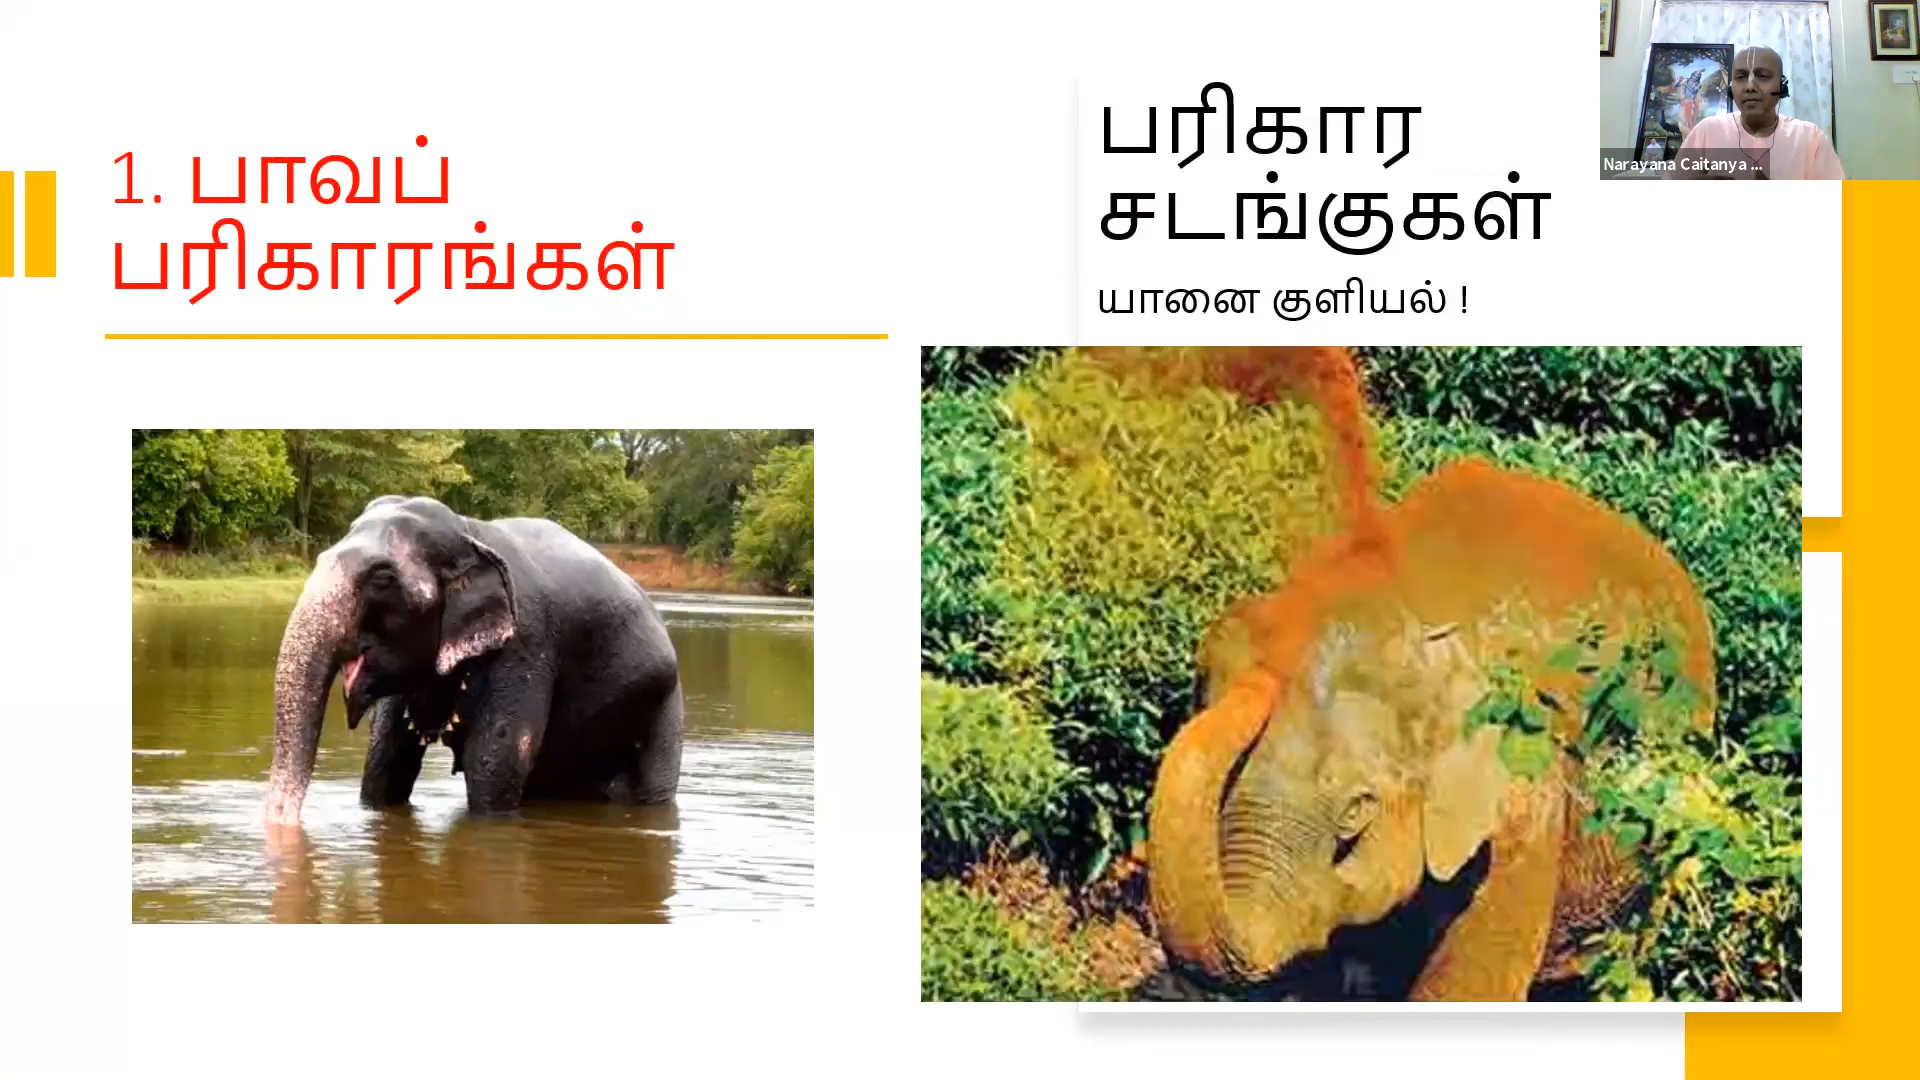 1. பாவப்
பரிகாரங்கள்
பரிகார
சடங்குகள்
யானை குளியல் !
Narayana Caitanya ...